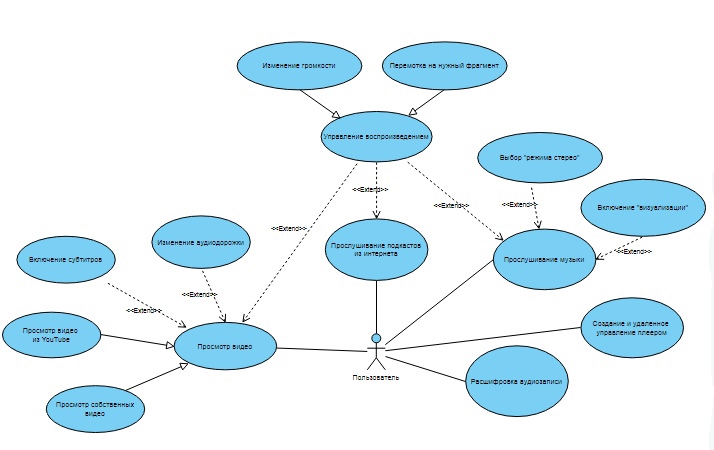 Изменение громкости
Перемотка на нужный фрагмент
Управление воспроизведением
Выбор "режима стерео"
<<Extend>>
<<Extend>>
<<Extend>>
Включение "визуализации"
<<Extend>>
Изменение аудиодорожки
Прослушивание подкастов
из интернета
<<Extend>>
Включение субтитров
Прослушивание музыки
<<Extend>>
<<Extend>>
Просмотр видео
из YouTube
Создание и удаленное
управление плеером
Просмотр видео
Пользователь
Расшифровка аудиозаписи
Просмотр собственных
видео